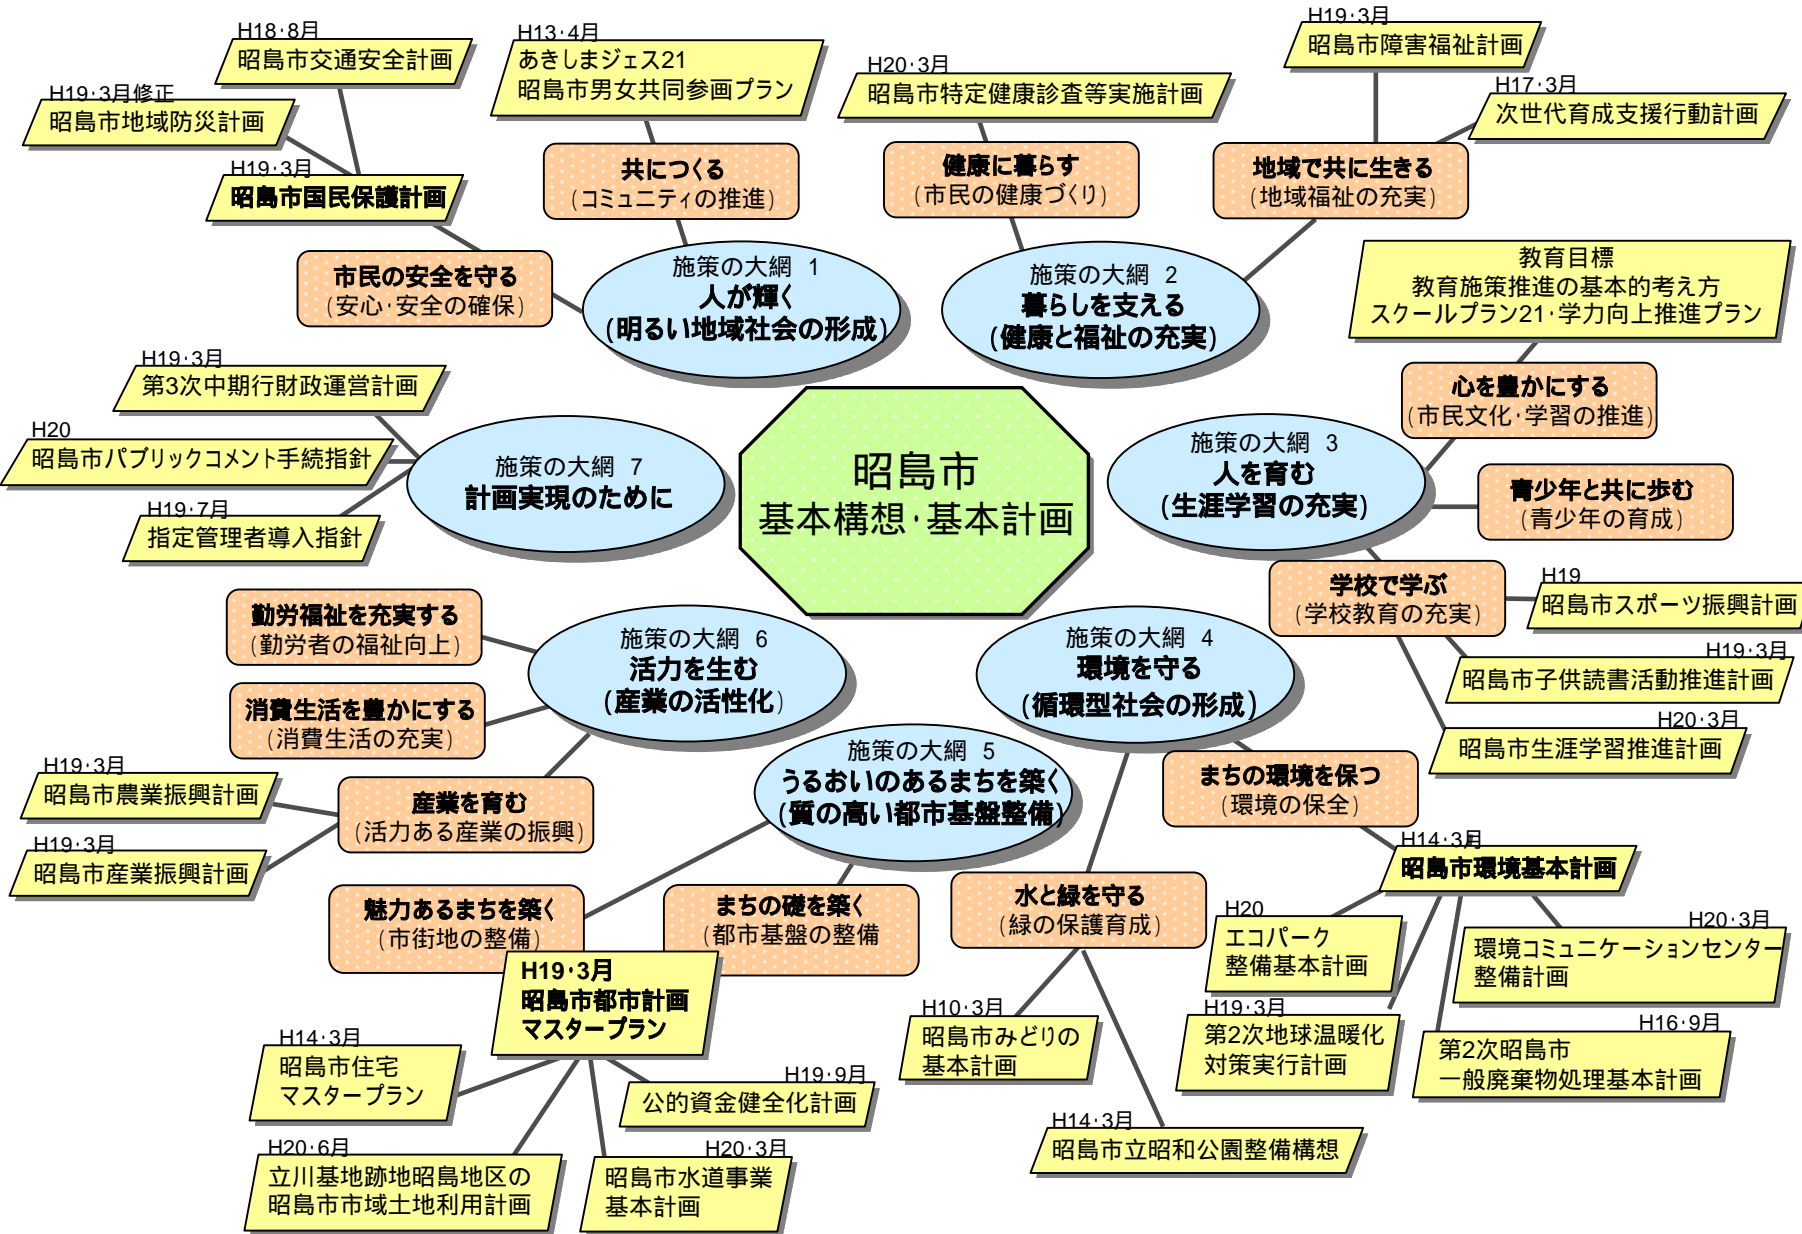 H18･8月
昭島市交通安全計画
H19･3月修正
昭島市地域防災計画
H19･3月
昭島市国民保護計画
市民の安全を守る
(安心･安全の確保)
H13･4月
あきしまジェス21
昭島市男女共同参画プラン
共につくる
(コミュニティの推進)
施策の大綱 1
人が輝く
(明るい地域社会の形成)
H20･3月
昭島市特定健康診査等実施計画
健康に暮らす
(市民の健康づくり)
H19･3月
昭島市障害福祉計画
H17･3月
次世代育成支援行動計画
地域で共に生きる
(地域福祉の充実)
施策の大綱 2
暮らしを支える
(健康と福祉の充実)
教育目標
教育施策推進の基本的考え方
スクールプラン21･学力向上推進プラン
心を豊かにする
(市民文化･学習の推進)
施策の大綱 3
人を育む
(生涯学習の充実)
青少年と共に歩む
(青少年の育成)
学校で学ぶ
(学校教育の充実)
H19
昭島市スポーツ振興計画
H19･3月
昭島市子供読書活動推進計画
H20･3月
昭島市生涯学習推進計画
H19･3月
第3次中期行財政運営計画
H20
昭島市パブリックコメント手続指針
H19･7月
指定管理者導入指針
施策の大綱 7
計画実現のために
昭島市
基本構想･基本計画
勤労福祉を充実する
(勤労者の福祉向上)
消費生活を豊かにする
(消費生活の充実)
施策の大綱 6
活力を生む
(産業の活性化)
H19･3月
昭島市農業振興計画
H19･3月
昭島市産業振興計画
産業を育む
(活力ある産業の振興)
施策の大綱 4
環境を守る
(循環型社会の形成)
施策の大綱 5
うるおいのあるまちを築く
(質の高い都市基盤整備)
まちの環境を保つ
(環境の保全)
H14･3月
昭島市環境基本計画
魅力あるまちを築く
(市街地の整備)
まちの礎を築く
(都市基盤の整備
水と緑を守る
(緑の保護育成)
H20
エコパーク
整備基本計画
H20･3月
環境コミュニケーションセンター
整備計画
H19･3月
第2次地球温暖化
対策実行計画
H16･9月
第2次昭島市
一般廃棄物処理基本計画
H19･3月
昭島市都市計画
マスタープラン
H10･3月
昭島市みどりの
基本計画
H14･3月
昭島市立昭和公園整備構想
H14･3月
昭島市住宅
マスタープラン
H19･9月
公的資金健全化計画
H20･6月
立川基地跡地昭島地区の
昭島市市域土地利用計画
H20･3月
昭島市水道事業
基本計画